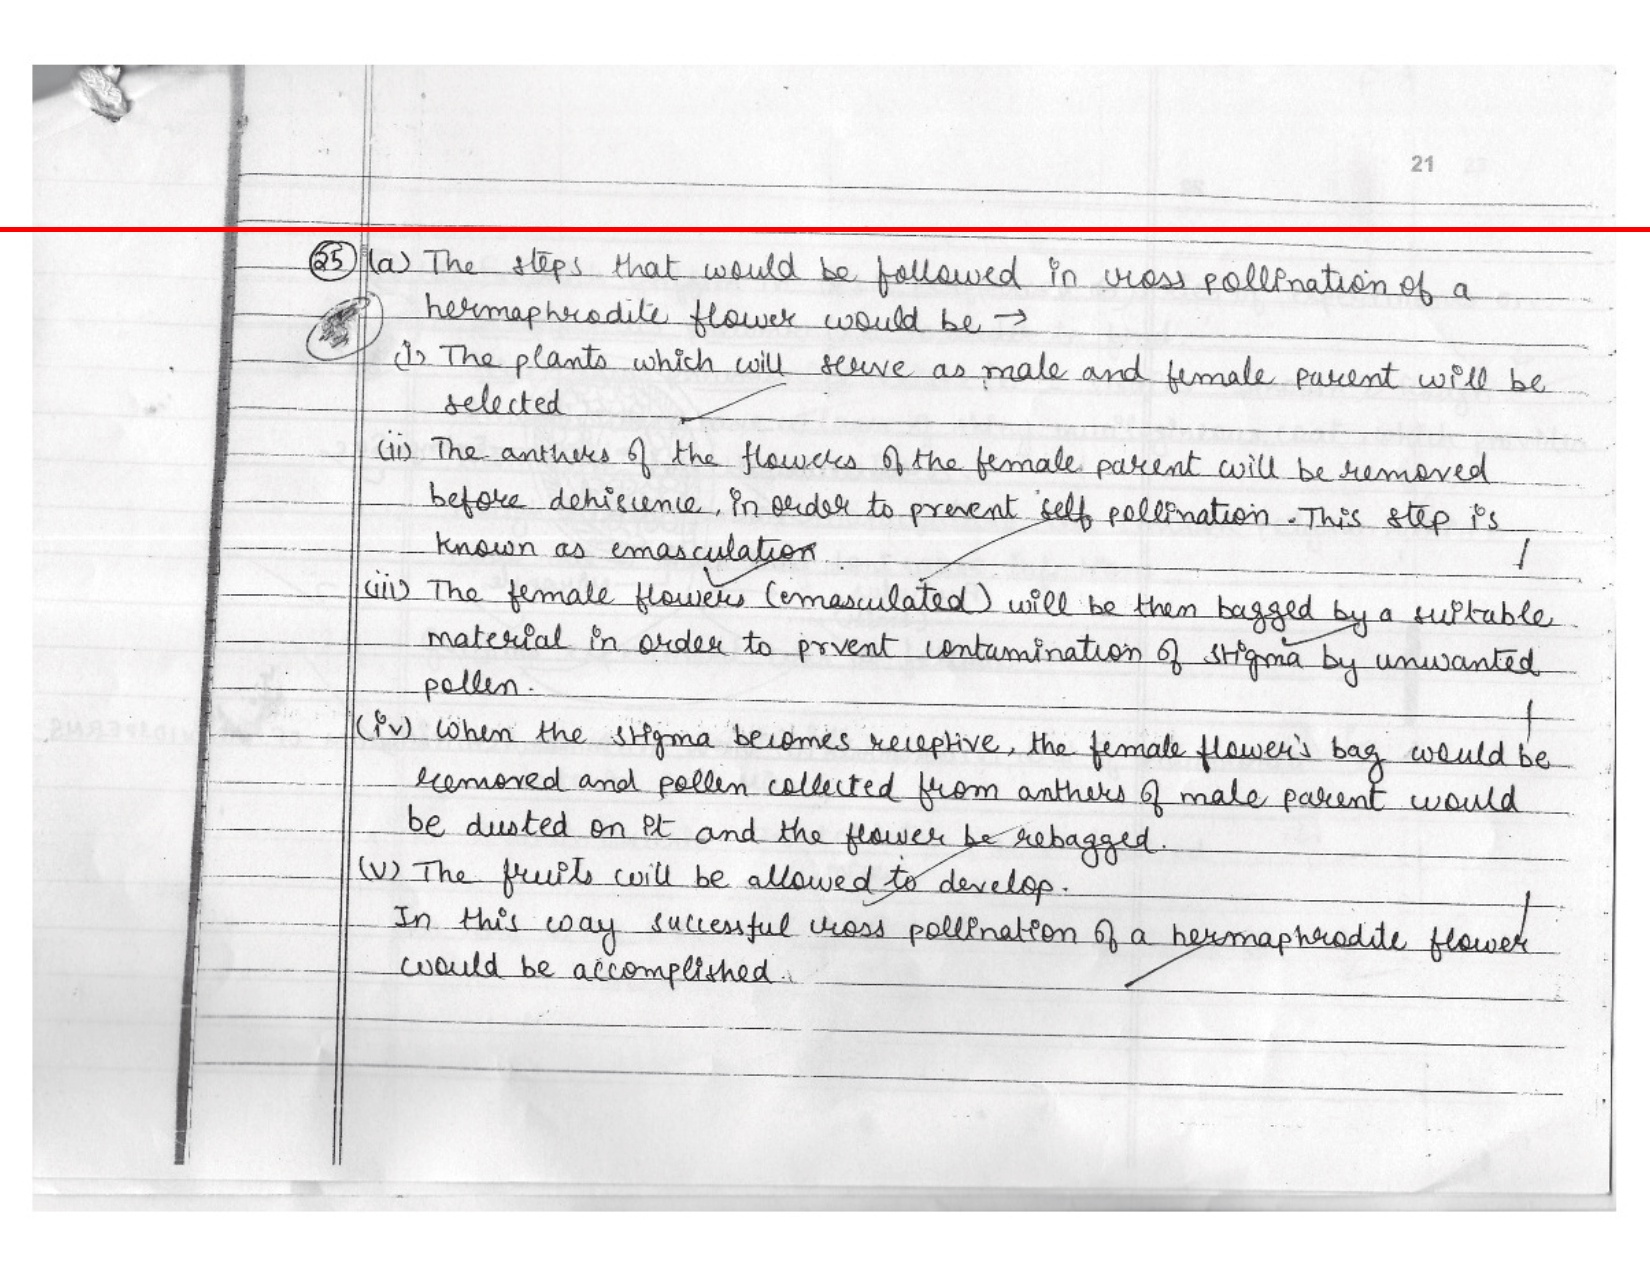 21
25 (a) The steps that would be followed in cross pollination of a
hermaphrodite flower would be →
(i) The plants which will serve as male and female parent will be
selected
(ii) The anthers of the flowers of the female parent will be removed
before dehiscence, in order to prevent self pollination. This step is
known as emasculation
1
(iii) The female flowers (emasculated) will be then bagged by a suitable
material in order to prvent contamination of stigma by unwanted
pollen.
1
(iv) When the stigma becomes receptive, the female flower's bag would be
removed and pollen collected from anthers of male parent would
be dusted on it and the flower be rebagged.
(v) The fruits will be allowed to develop.
1
In this way successful cross pollination of a hermaphrodite flower
would be accomplished.